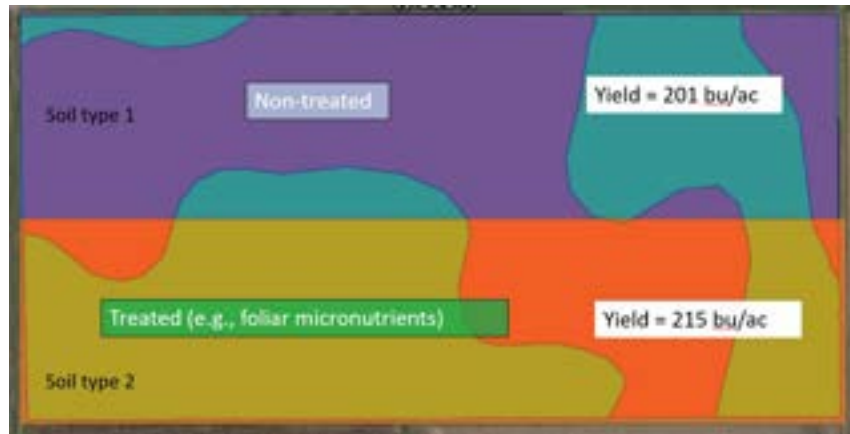 Non-treated
Yield = 201 bu/ac
Soil type 1
Treated (e.g., foliar micronutrients)
Yield = 215 bu/ac
Soil type 2